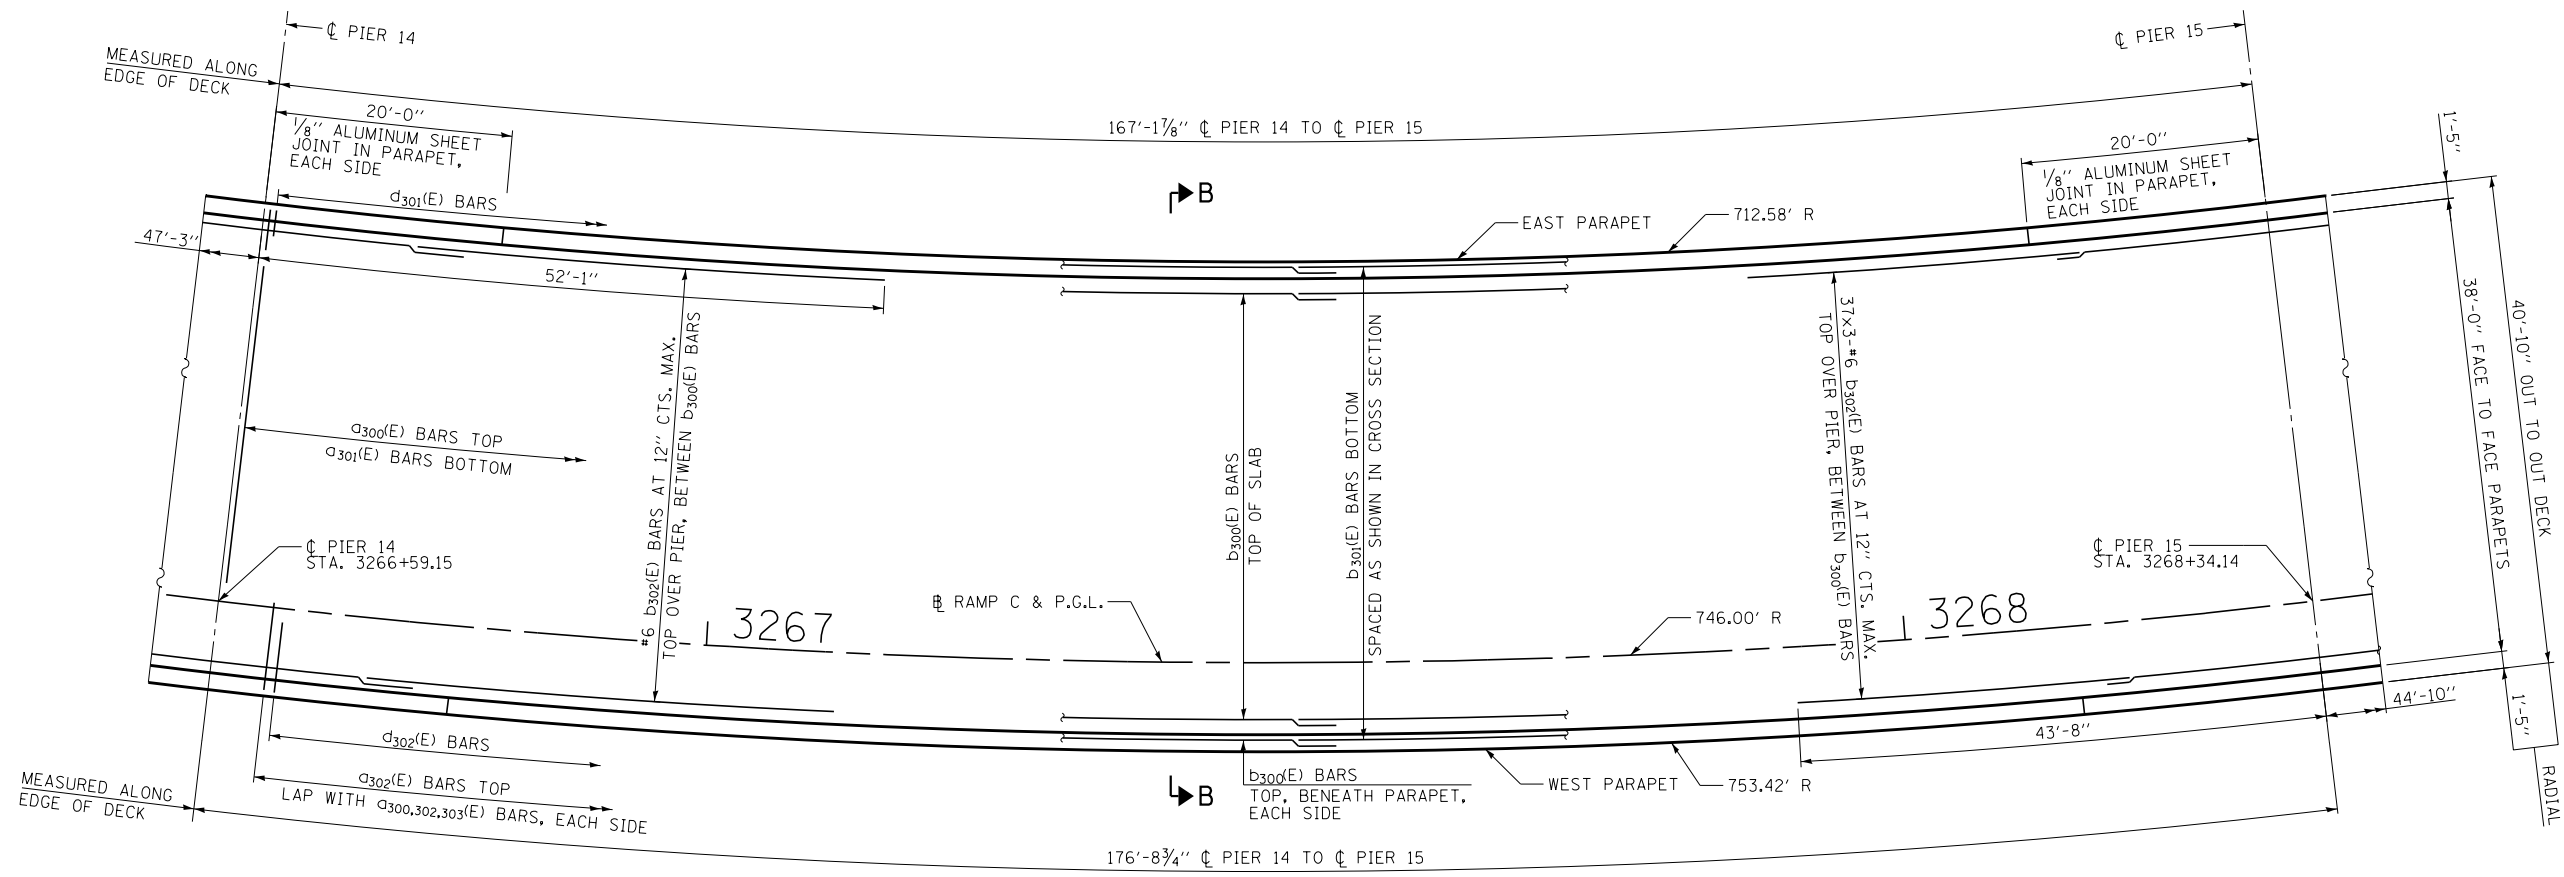 ℄ PIER 14
℄ PIER 15
MEASURED ALONG
EDGE OF DECK
167'-1⅞" ℄ PIER 14 TO ℄ PIER 15
20'-0"
⅛" ALUMINUM SHEET
JOINT IN PARAPET,
EACH SIDE
20'-0"
⅛" ALUMINUM SHEET
JOINT IN PARAPET,
EACH SIDE
1'-5"
d301(E) BARS
B
EAST PARAPET
712.58' R
47'-3"
52'-1"
#6 b302(E) BARS AT 12" CTS. MAX.
TOP OVER PIER, BETWEEN b300(E) BARS
b300(E) BARS
TOP OF SLAB
b301(E) BARS BOTTOM
SPACED AS SHOWN IN CROSS SECTION
37x3-#6 b302(E) BARS AT 12" CTS. MAX.
TOP OVER PIER, BETWEEN b300(E) BARS
38'-0" FACE TO FACE PARAPETS
40'-10" OUT TO OUT DECK
a300(E) BARS TOP
a301(E) BARS BOTTOM
℄ PIER 14
STA. 3266+59.15
℄ PIER 15
STA. 3268+34.14
3267
B RAMP C & P.G.L.
746.00' R
3268
44'-10"
1'-5"
RADIAL
43'-8"
d302(E) BARS
a302(E) BARS TOP
LAP WITH a300,302,303(E) BARS, EACH SIDE
B
b300(E) BARS
TOP, BENEATH PARAPET,
EACH SIDE
WEST PARAPET
753.42' R
MEASURED ALONG
EDGE OF DECK
176'-8¾" ℄ PIER 14 TO ℄ PIER 15